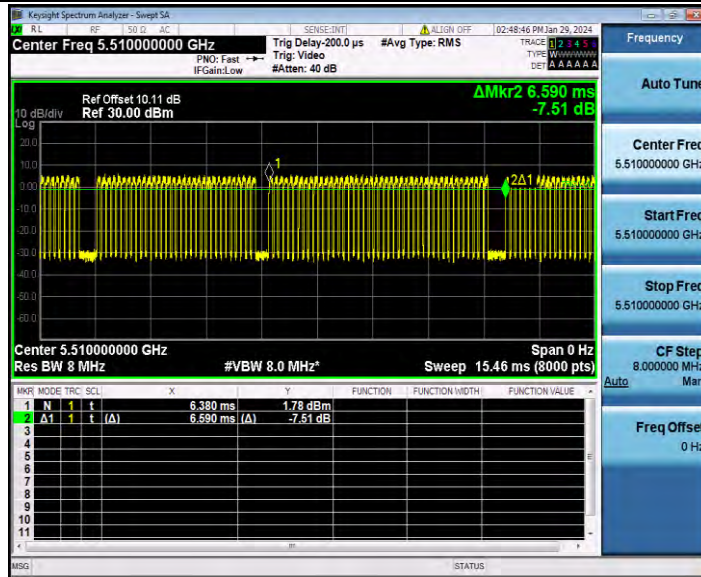 Keysight Spectrum Analyzer - Swept SA
RL RF 50 Ω AC SENSE:INT ALIGN OFF 02:48:46 PM Jan 29, 2024
Center Freq 5.510000000 GHz
PNO: Fast
IFGain:Low
Trig Delay-200.0 µs
Trig: Video
#Atten: 40 dB
#Avg Type: RMS
TRACE 1 2 3 4 5 6
TYPE W
DET A A A A A A
Ref Offset 10.11 dB
10 dB/div Ref 30.00 dBm
ΔMkr2 6.590 ms
-7.51 dB
Log
20.0
10.0
0.00
-10.0
-20.0
-30.0
-40.0
-50.0
-60.0
1
2Δ1
Center 5.510000000 GHz Span 0 Hz
Res BW 8 MHz #VBW 8.0 MHz* Sweep 15.46 ms (8000 pts)
MKR MODE TRC SCL X Y FUNCTION FUNCTION WIDTH FUNCTION VALUE
1 N 1 t 6.380 ms 1.78 dBm
2 Δ1 1 t (Δ) 6.590 ms (Δ) -7.51 dB
3
4
5
6
7
8
9
10
11
MSG STATUS
Frequency
Auto Tune
Center Freq
5.510000000 GHz
Start Freq
5.510000000 GHz
Stop Freq
5.510000000 GHz
CF Step
8.000000 MHz
Auto Man
Freq Offset
0 Hz